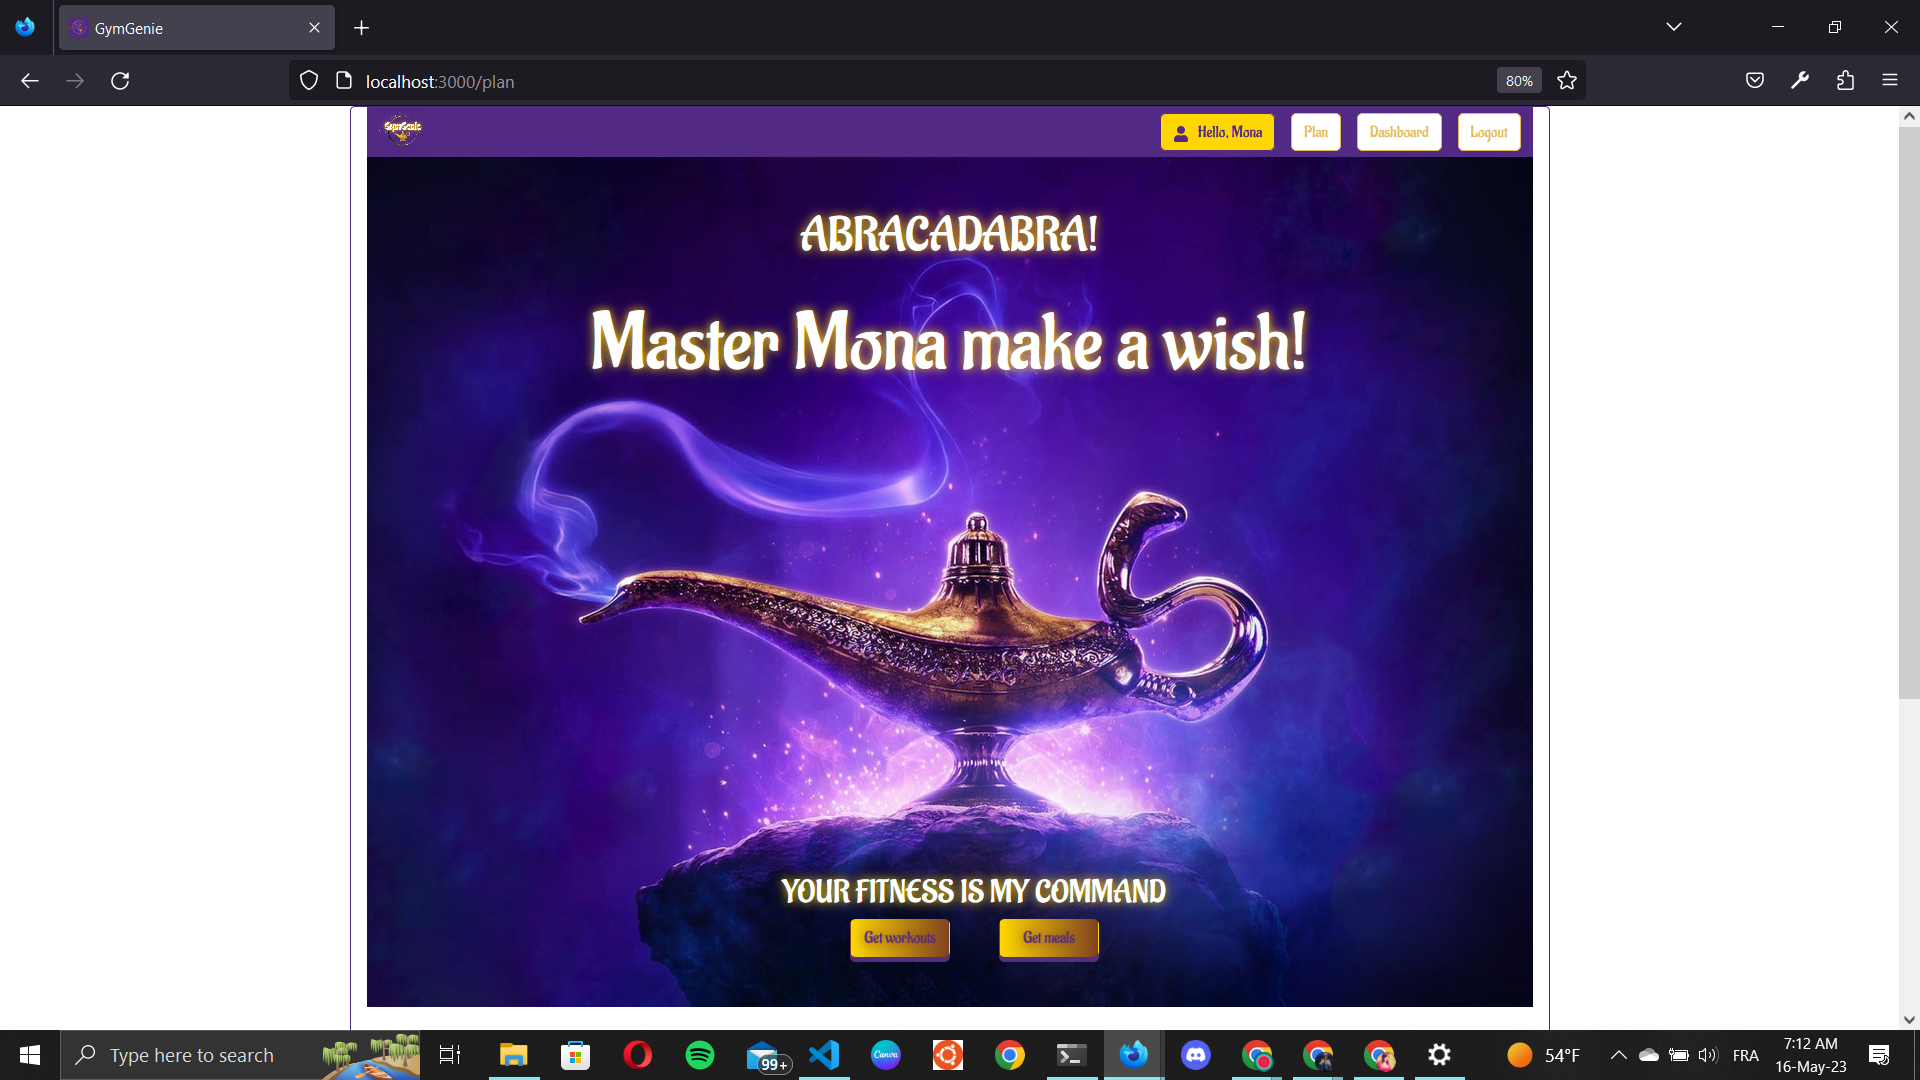 GymGenie
localhost:3000/plan
80%
GymGenie
Hello, Mona
Plan
Dashboard
Logout
ABRACADABRA!
Master Mona make a wish!
YOUR FITNESS IS MY COMMAND
Get workouts
Get meals
Type here to search
99+
Canva
54°F
FRA
7:12 AM
16-May-23